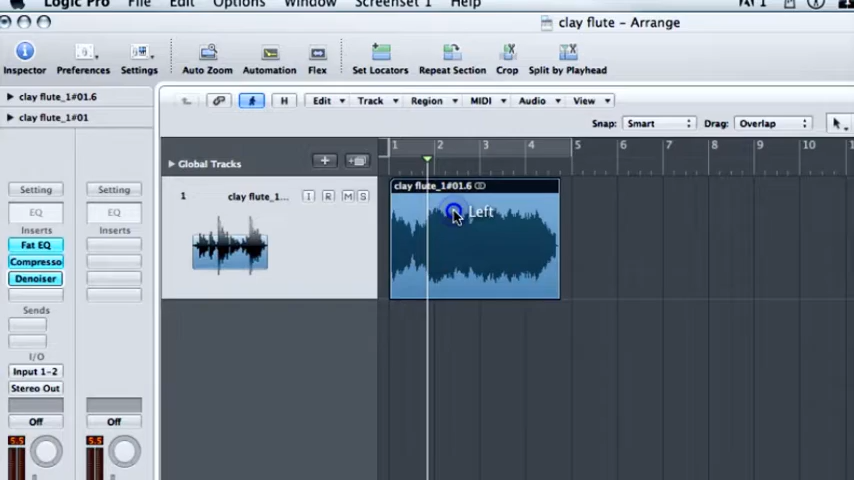 Logic Pro File Edit Options Window Screenset 1 Help
clay flute - Arrange
Inspector Preferences Settings Auto Zoom Automation Flex Set Locators Repeat Section Crop Split by Playhead
clay flute_1#01.6
clay flute_1#01
H Edit Track Region MIDI Audio View
Snap: Smart Drag: Overlap
1 2 3 4 5 6 7 8 9 10
Global Tracks
1 clay flute_1... I R M S
clay flute_1#01.6
Left
Setting Setting
EQ EQ
Inserts Inserts
Fat EQ
Compresso
Denoiser
Sends
I/O
Input 1-2
Stereo Out
Off Off
5.5 5.5